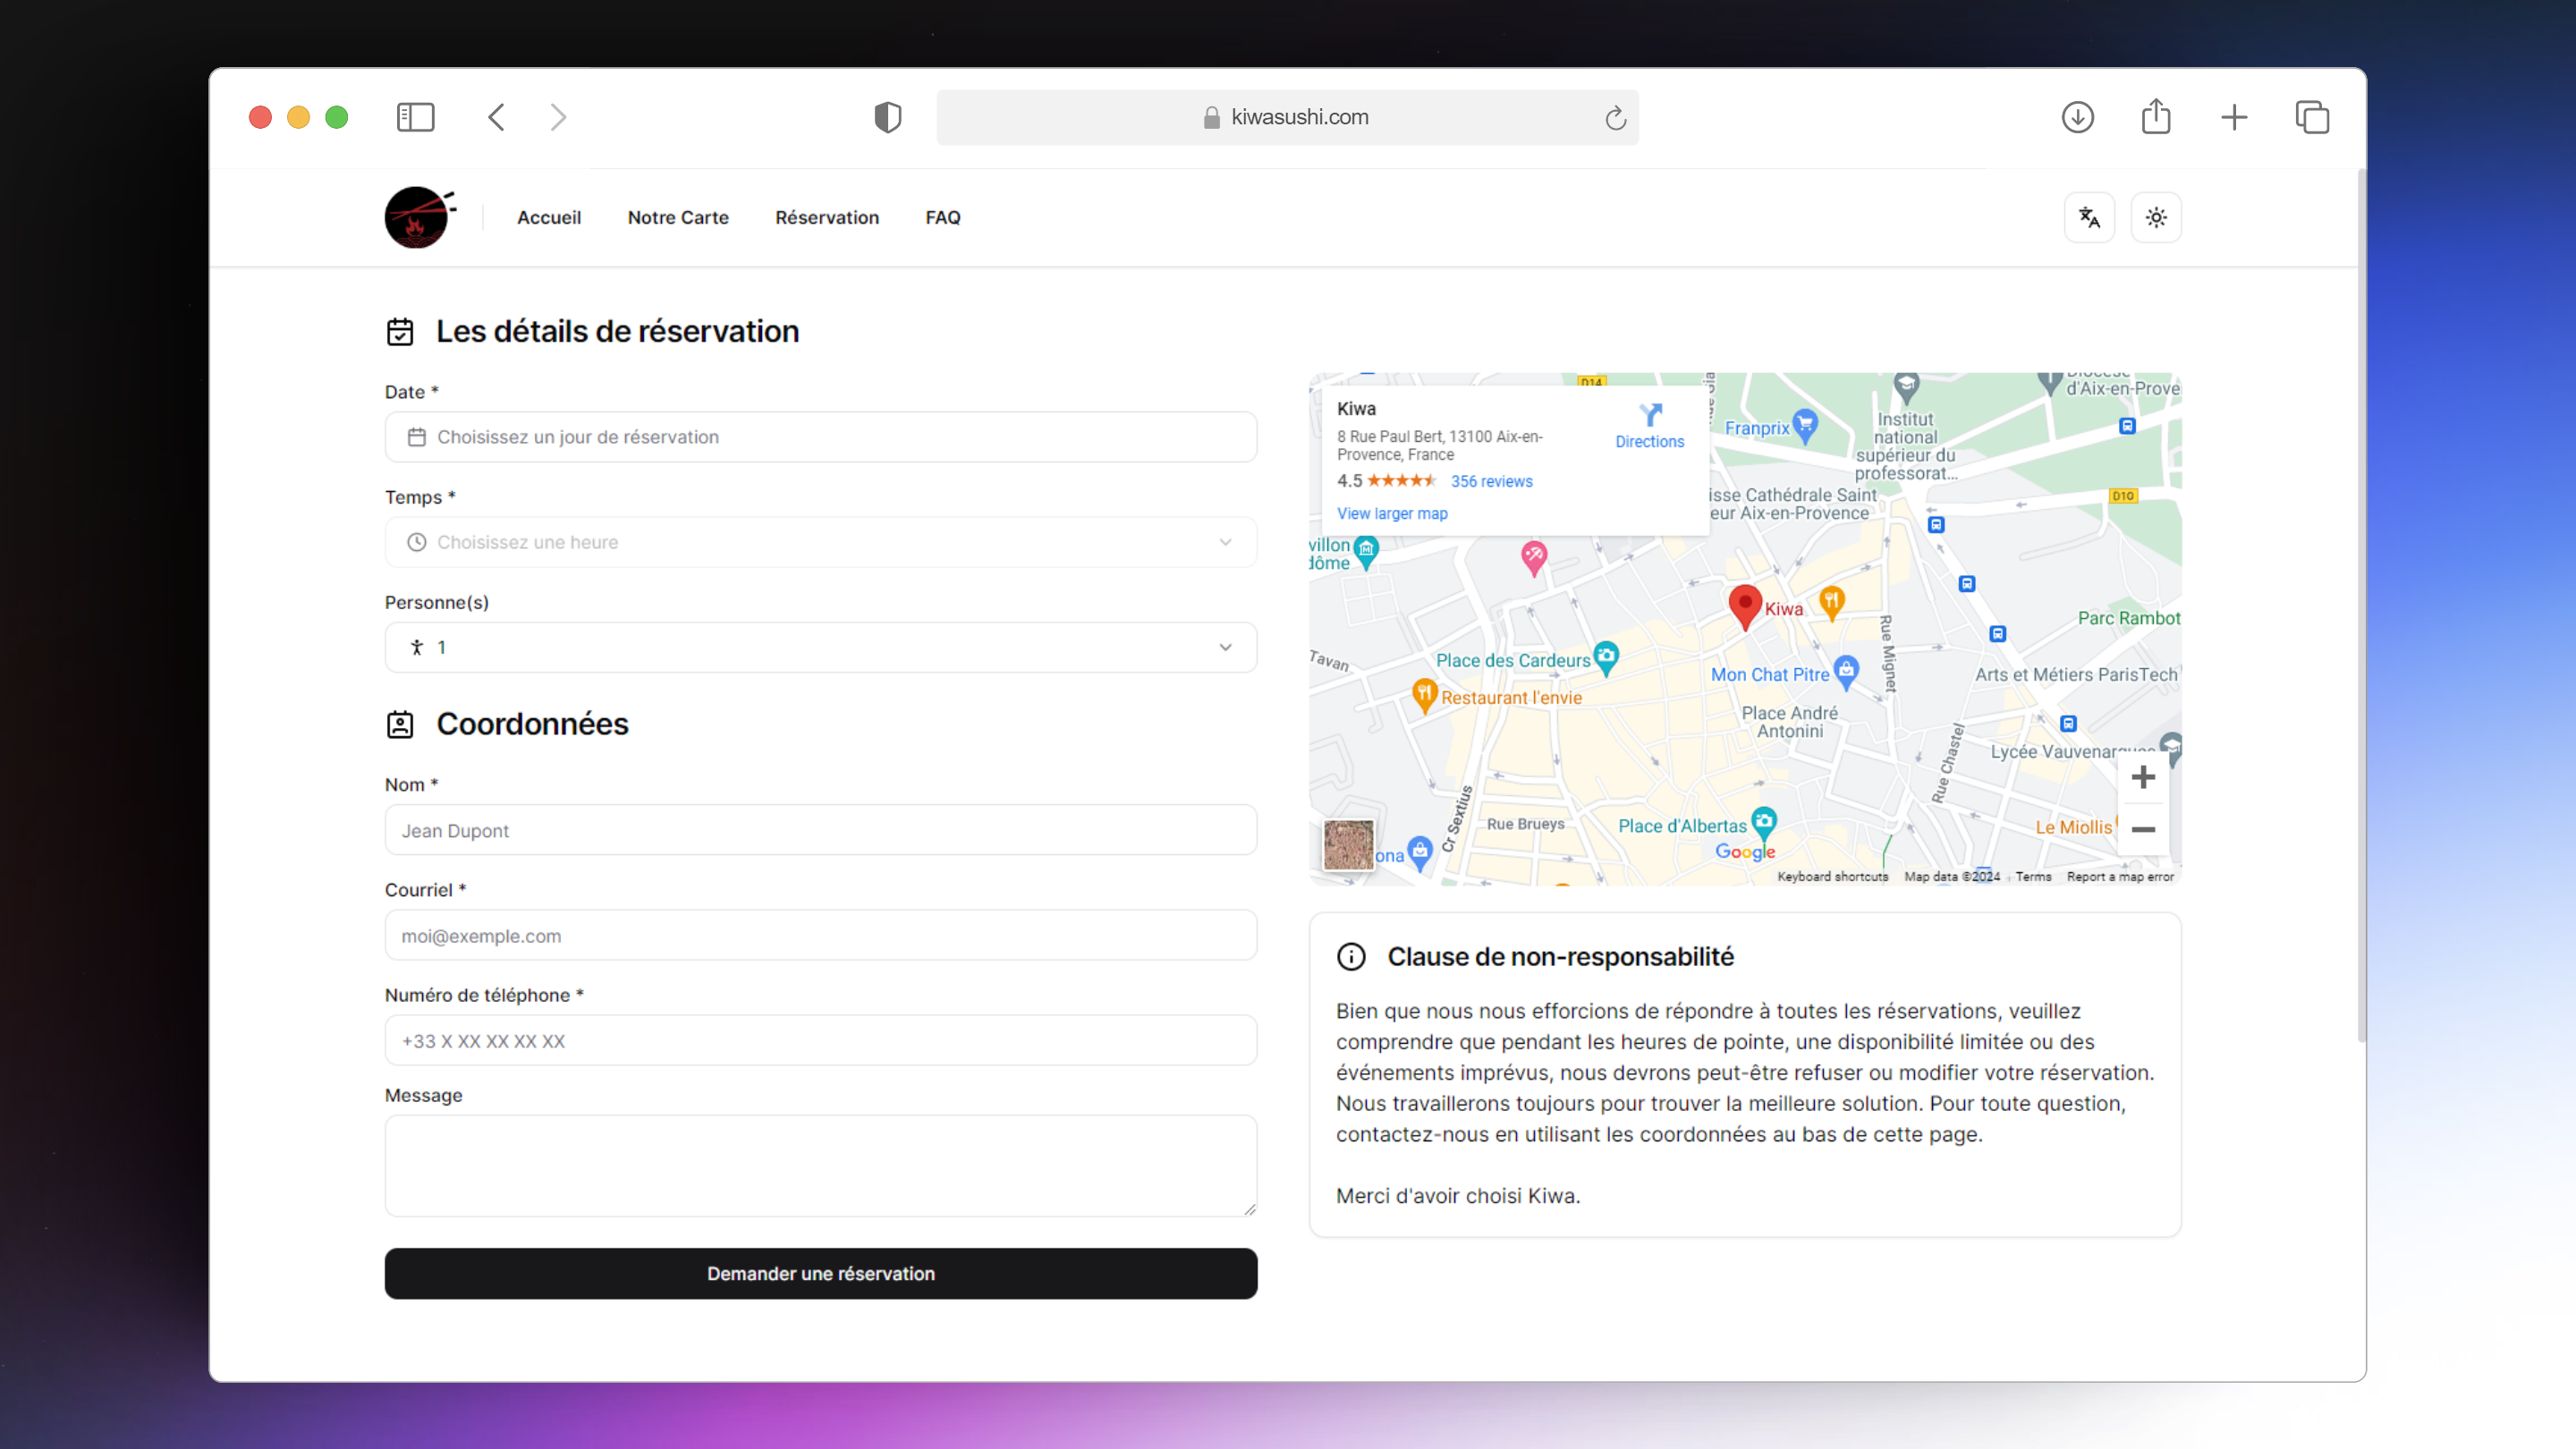 kiwasushi.com
Accueil
Notre Carte
Réservation
FAQ
Les détails de réservation
Date *
Choisissez un jour de réservation
Temps *
Choisissez une heure
Personne(s)
1
Coordonnées
Nom *
Jean Dupont
Courriel *
moi@exemple.com
Numéro de téléphone *
+33 X XX XX XX XX
Message
Demander une réservation
Kiwa
8 Rue Paul Bert, 13100 Aix-en-
Provence, France
4.5
356 reviews
View larger map
Directions
D14
Franprix
Institut
national
supérieur du
professorat...
d'Aix-en-Prove
D10
isse Cathédrale Saint
eur Aix-en-Provence
villon
dôme
Kiwa
Rue Mignet
Parc Rambot
Tavan
Place des Cardeurs
Mon Chat Pitre
Arts et Métiers ParisTech
Restaurant l'envie
Place André
Antonini
Rue Chastel
Lycée Vauvenargues
Cr Sextius
Rue Brueys
Place d'Albertas
Le Miollis
ona
Google
Keyboard shortcuts
Map data ©2024
Terms
Report a map error
Clause de non-responsabilité
Bien que nous nous efforcions de répondre à toutes les réservations, veuillez
comprendre que pendant les heures de pointe, une disponibilité limitée ou des
événements imprévus, nous devrons peut-être refuser ou modifier votre réservation.
Nous travaillerons toujours pour trouver la meilleure solution. Pour toute question,
contactez-nous en utilisant les coordonnées au bas de cette page.
Merci d'avoir choisi Kiwa.